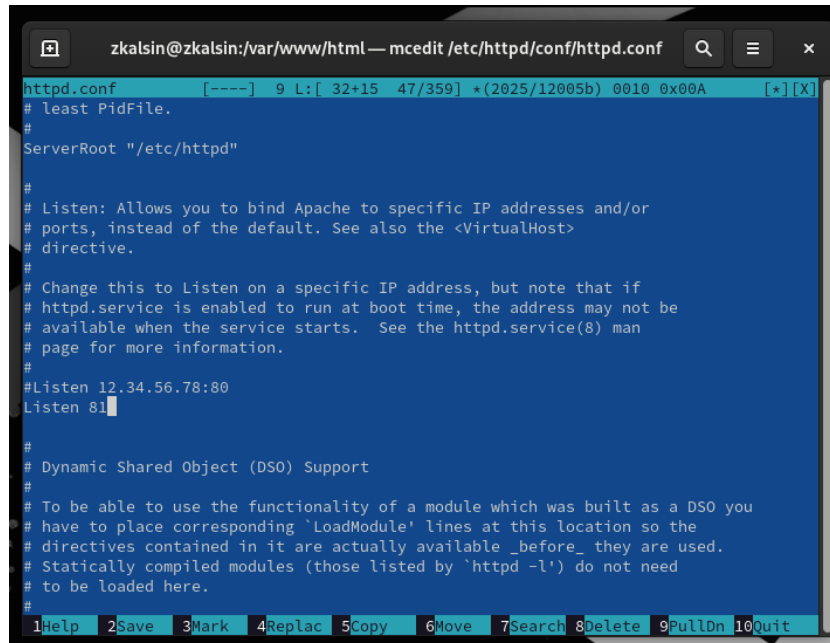 zkalsin@zkalsin:/var/www/html — mcedit /etc/httpd/conf/httpd.conf
httpd.conf [----] 9 L:[ 32+15 47/359] *(2025/12005b) 0010 0x00A [*][X]
# least PidFile.
#
ServerRoot "/etc/httpd"
#
# Listen: Allows you to bind Apache to specific IP addresses and/or
# ports, instead of the default. See also the <VirtualHost>
# directive.
#
# Change this to Listen on a specific IP address, but note that if
# httpd.service is enabled to run at boot time, the address may not be
# available when the service starts.  See the httpd.service(8) man
# page for more information.
#
#Listen 12.34.56.78:80
Listen 81
#
# Dynamic Shared Object (DSO) Support
#
# To be able to use the functionality of a module which was built as a DSO you
# have to place corresponding `LoadModule' lines at this location so the
# directives contained in it are actually available _before_ they are used.
# Statically compiled modules (those listed by `httpd -l') do not need
# to be loaded here.
#
1Help 2Save 3Mark 4Replac 5Copy 6Move 7Search 8Delete 9PullDn 10Quit